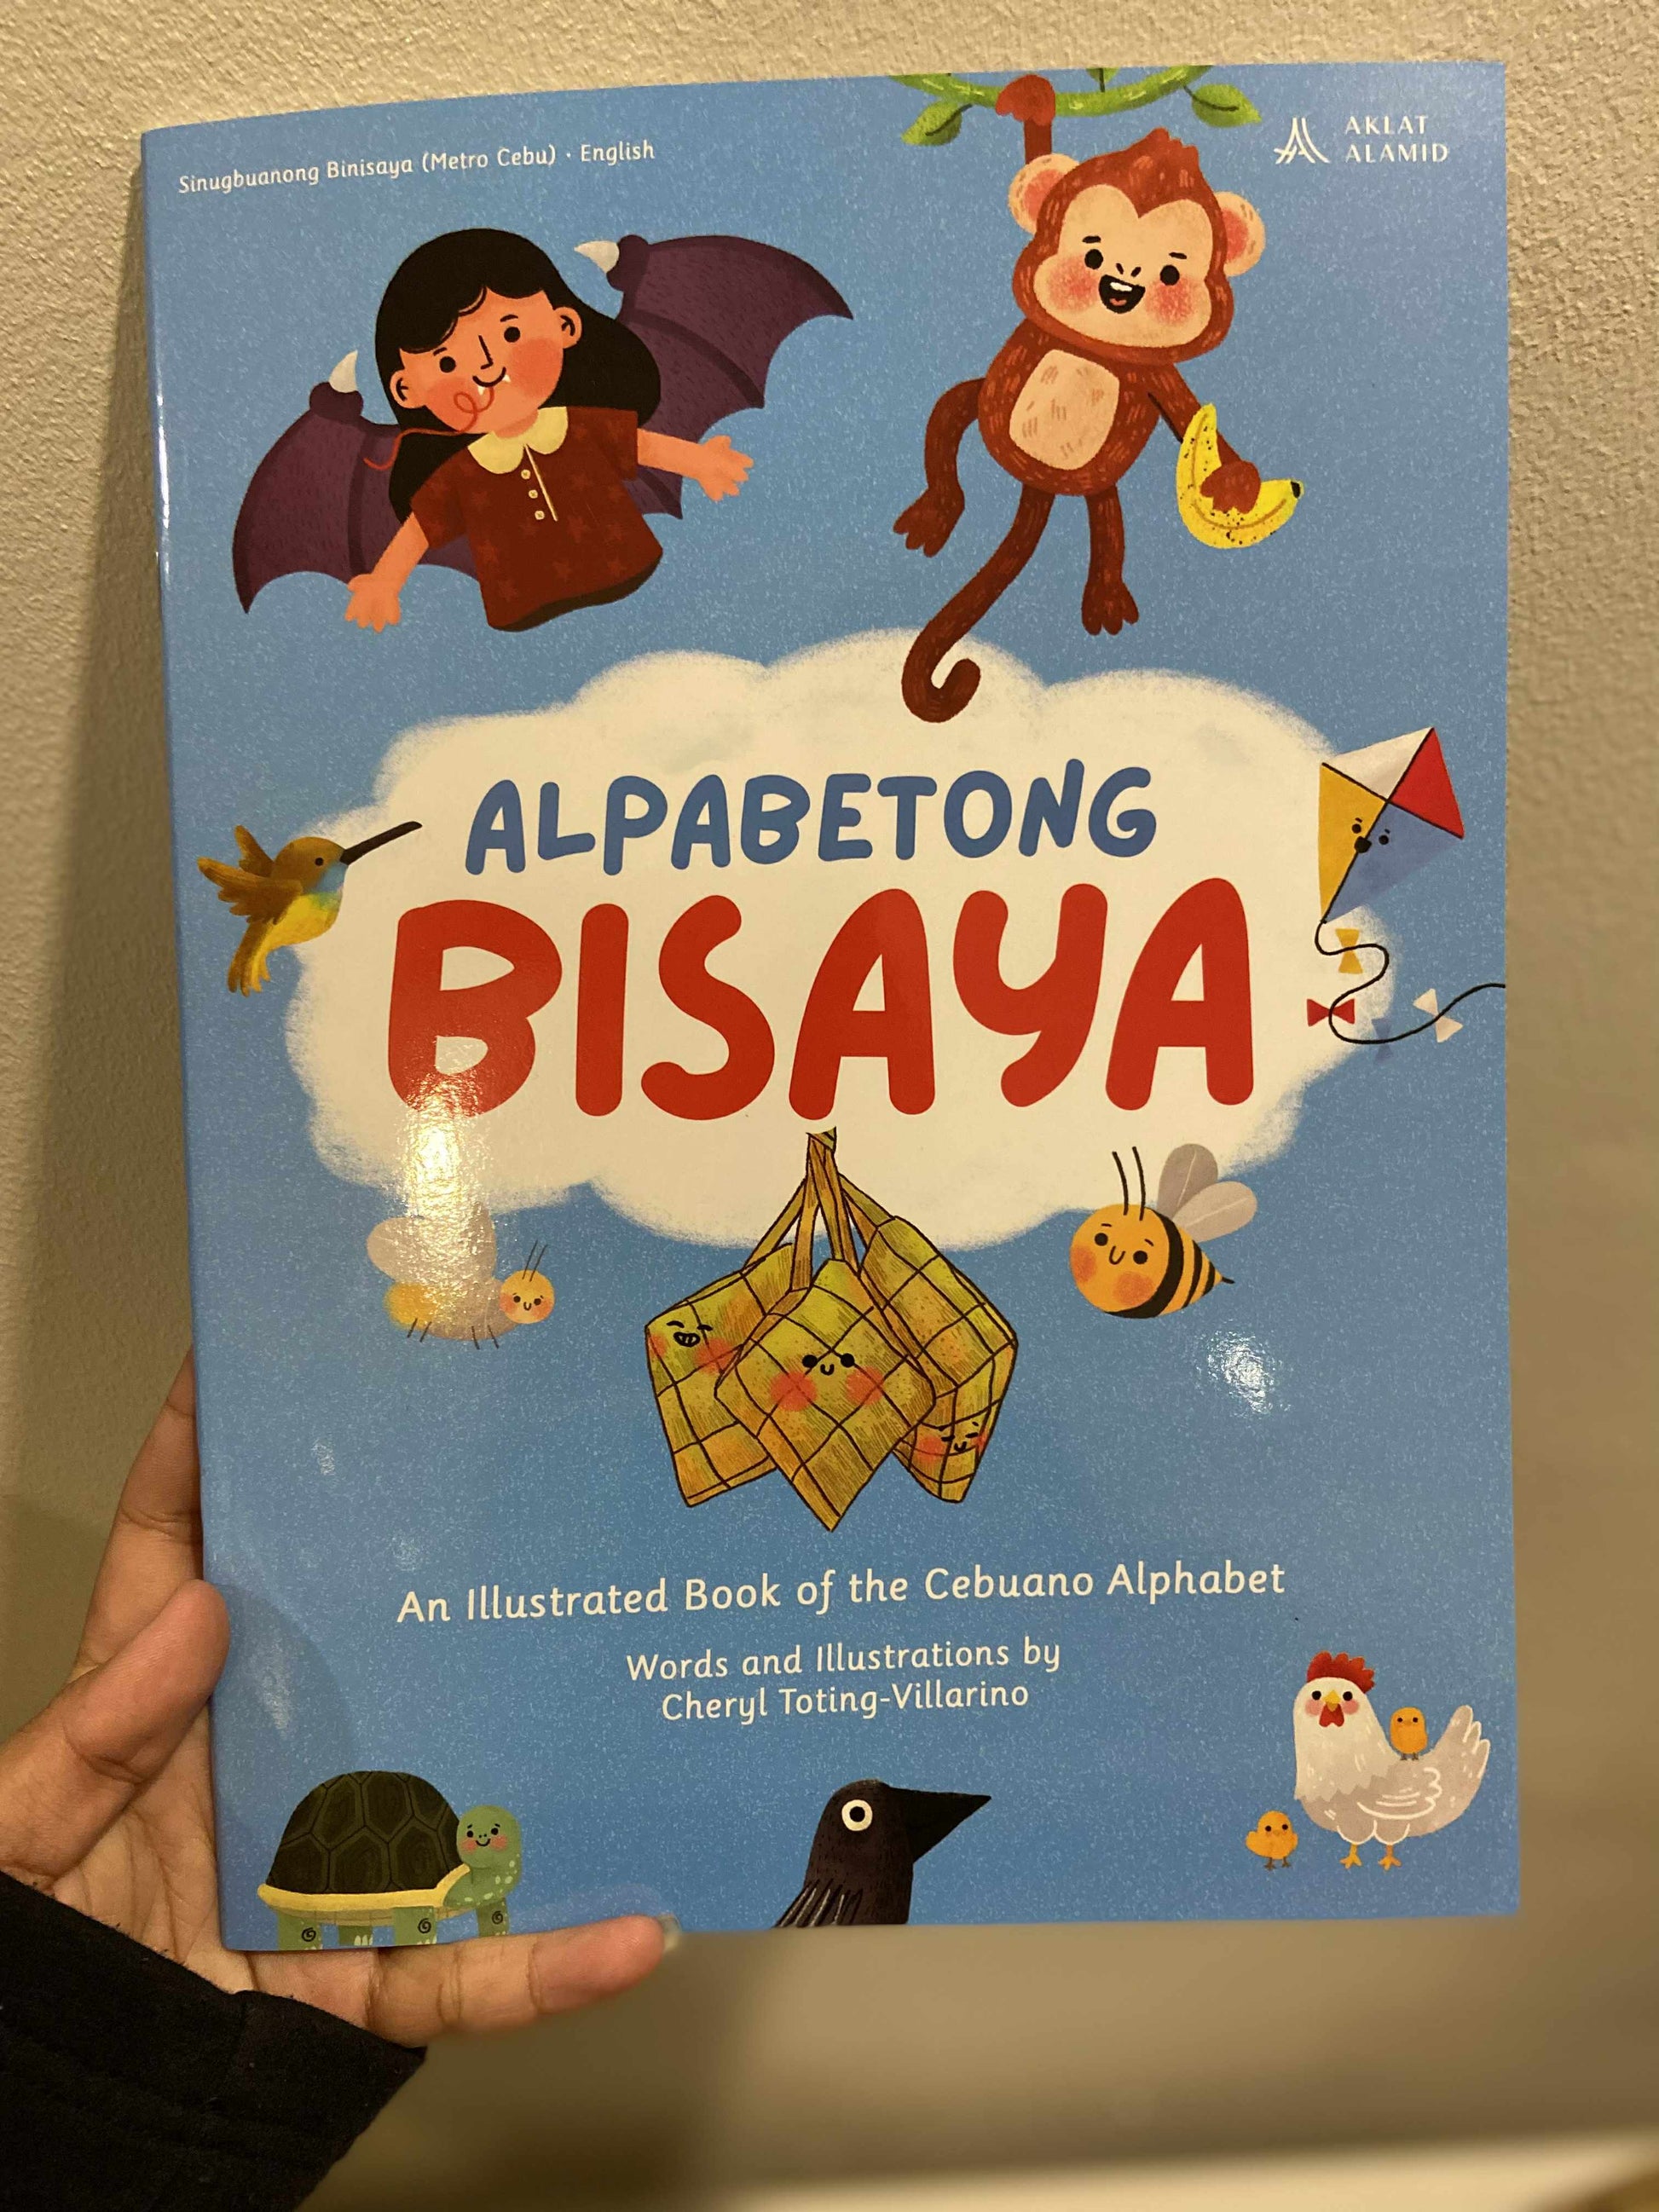 Sinugbuanong Binisaya (Metro Cebu) · English
AKLAT
ALAMID
ALPABETONG
BISAYA
An Illustrated Book of the Cebuano Alphabet
Words and Illustrations by
Cheryl Toting-Villarino